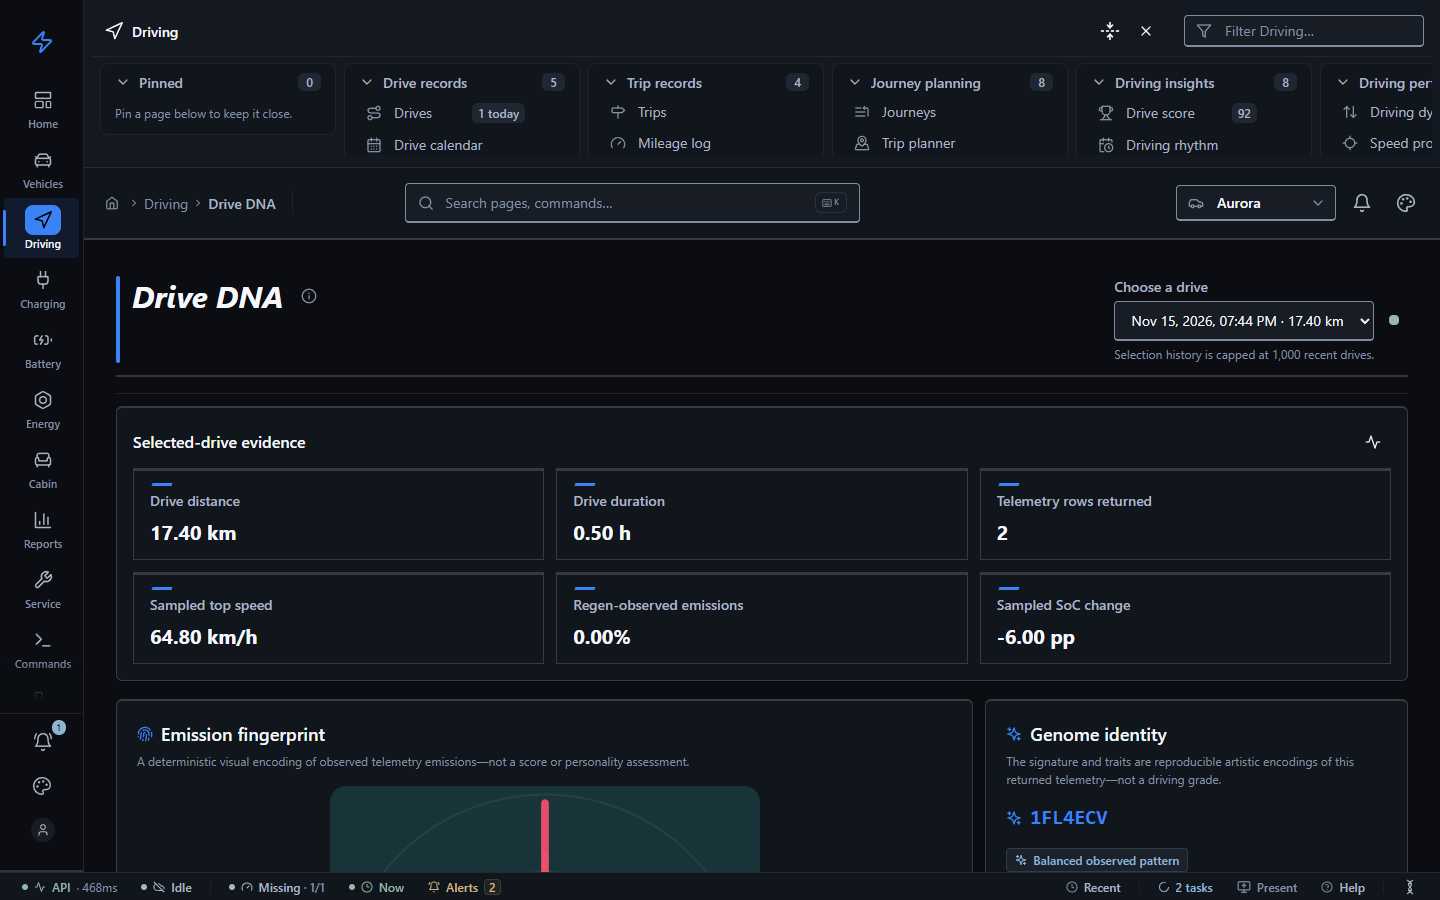 Driving
Filter Driving...
Pinned 0
Pin a page below to keep it close.
Drive records 5
Drives 1 today
Drive calendar
Trip records 4
Trips
Mileage log
Journey planning 8
Journeys
Trip planner
Driving insights 8
Drive score 92
Driving rhythm
Driving per
Driving dy
Speed pro
Home
Vehicles
Driving
Charging
Battery
Energy
Cabin
Reports
Service
Commands
1
Driving
Drive DNA
Search pages, commands...
K
Aurora
Drive DNA
Choose a drive
Nov 15, 2026, 07:44 PM · 17.40 km
Selection history is capped at 1,000 recent drives.
Selected-drive evidence
Drive distance
17.40 km
Drive duration
0.50 h
Telemetry rows returned
2
Sampled top speed
64.80 km/h
Regen-observed emissions
0.00%
Sampled SoC change
-6.00 pp
Emission fingerprint
A deterministic visual encoding of observed telemetry emissions—not a score or personality assessment.
Genome identity
The signature and traits are reproducible artistic encodings of this
returned telemetry—not a driving grade.
1FL4ECV
Balanced observed pattern
API · 468ms
Idle
Missing · 1/1
Now
Alerts 2
Recent
2 tasks
Present
Help